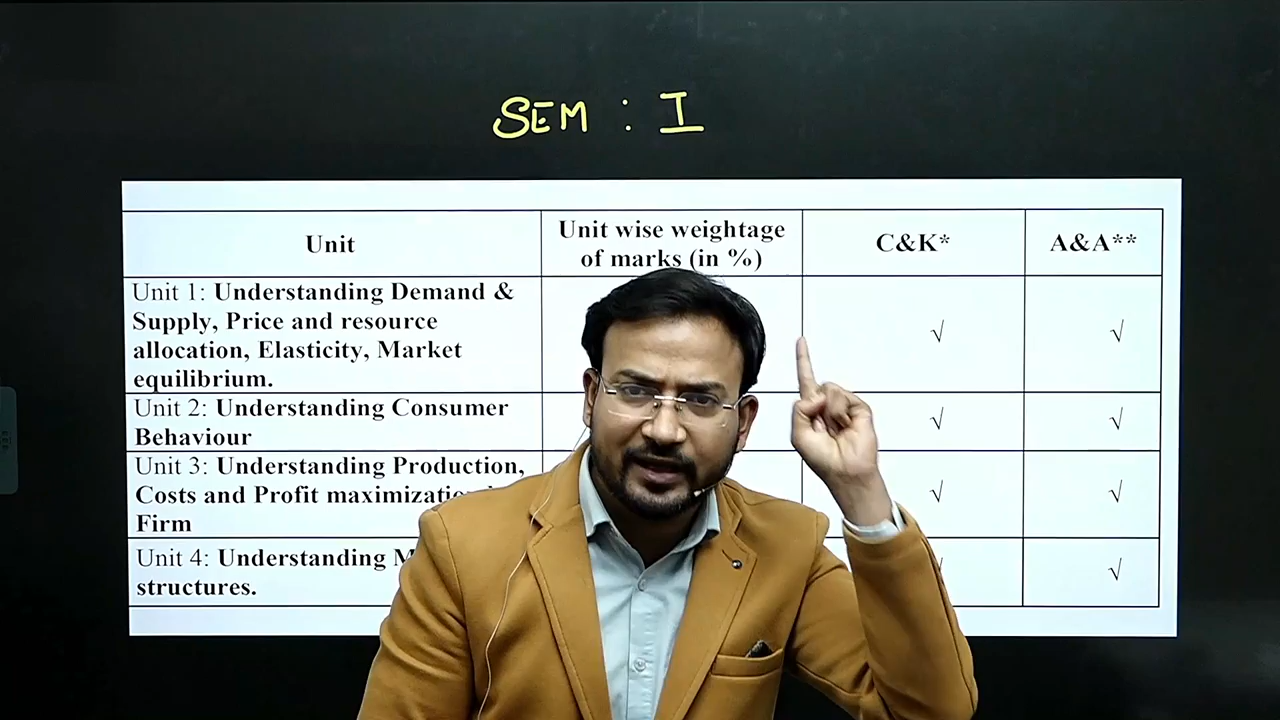 SEM : I
Unit
Unit wise weightage
of marks (in %)
C&K*
A&A**
Unit 1: Understanding Demand &
Supply, Price and resource
allocation, Elasticity, Market
equilibrium.
√
√
Unit 2: Understanding Consumer
Behaviour
√
√
Unit 3: Understanding Production,
Costs and Profit
Firm
√
√
Unit 4: Understanding
structures.
√